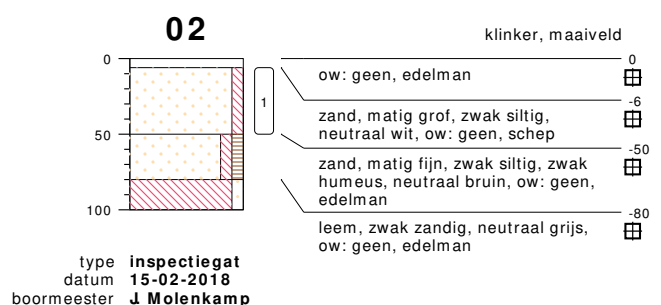 02
klinker, maaiveld
0
0
ow: geen, edelman
-6
1
zand, matig grof, zwak siltig,
neutraal wit, ow: geen, schep
50
-50
zand, matig fijn, zwak siltig, zwak
humeus, neutraal bruin, ow: geen,
edelman
100
-80
leem, zwak zandig, neutraal grijs,
ow: geen, edelman
type inspectiegat
datum 15-02-2018
boormeester J. Molenkamp